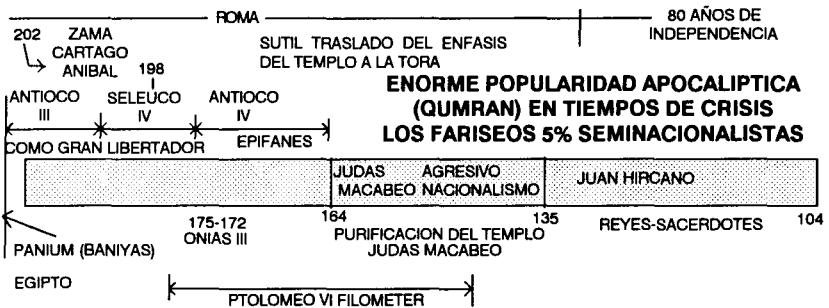 ROMA
80 AÑOS DE
INDEPENDENCIA
202 ZAMA
CARTAGO
ANIBAL
SUTIL TRASLADO DEL ENFASIS
DEL TEMPLO A LA TORA
198
ANTIOCO
III
SELEUCO
IV
ANTIOCO
IV
EPIFANES
ENORME POPULARIDAD APOCALIPTICA
(QUMRAN) EN TIEMPOS DE CRISIS
LOS FARISEOS 5% SEMINACIONALISTAS
COMO GRAN LIBERTADOR
JUDAS AGRESIVO
MACABEO NACIONALISMO
JUAN HIRCANO
175-172
ONIAS III
164
135
104
PURIFICACION DEL TEMPLO
JUDAS MACABEO
REYES-SACERDOTES
PANIUM (BANIYAS)
EGIPTO
PTOLOMEO VI FILOMETER